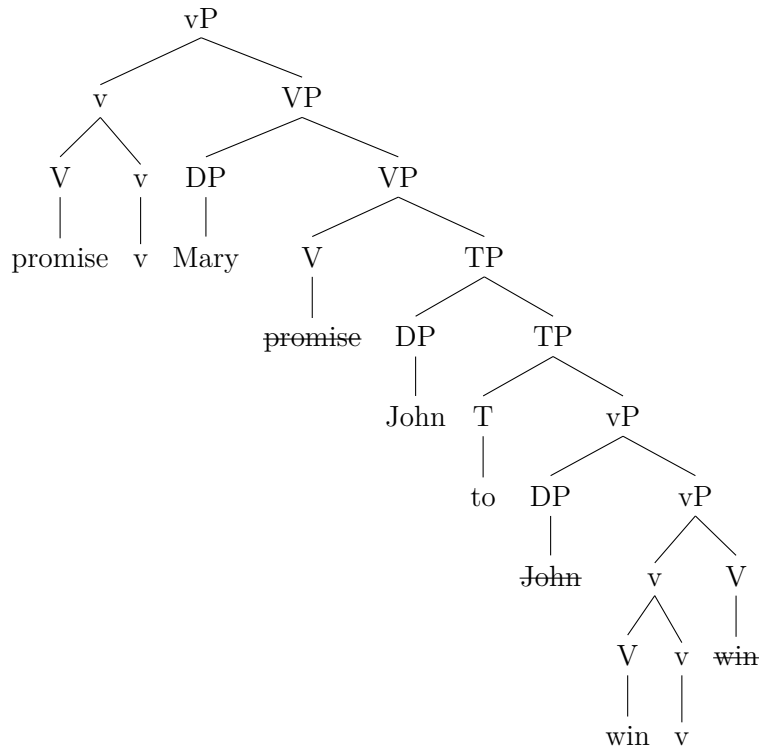 vP
v VP
V v DP VP
promise v Mary V TP
promise DP TP
John T vP
to DP vP
John v V
V v win
win v